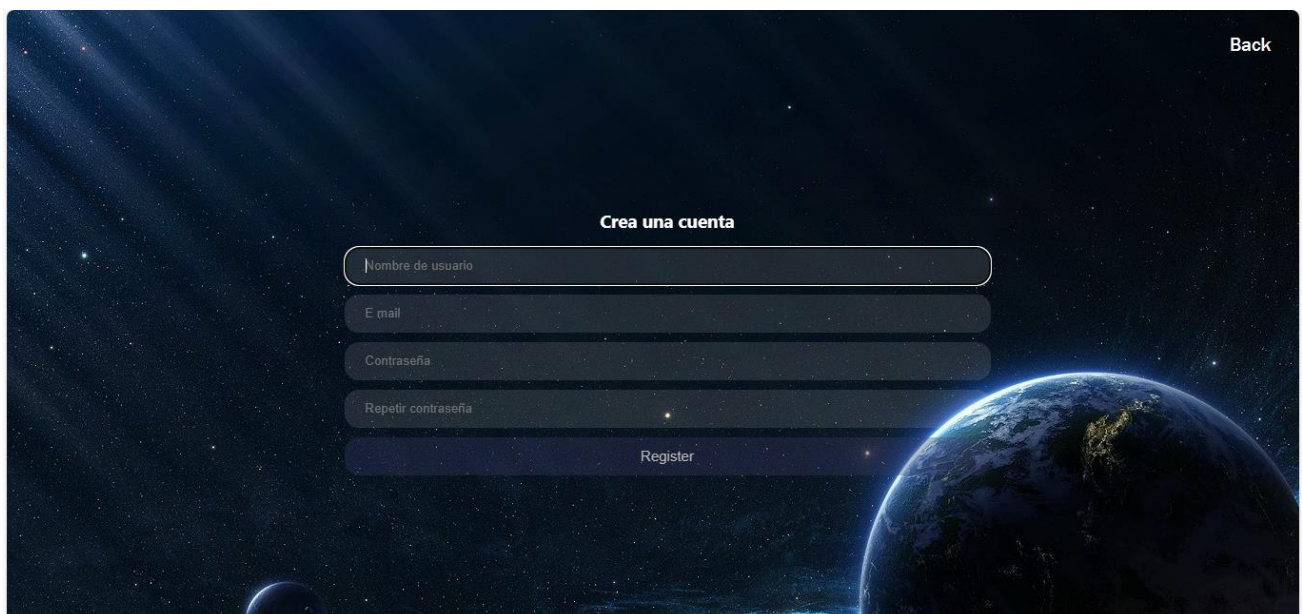 Back
Crea una cuenta
Nombre de usuario
E mail
Contraseña
Repetir contraseña
Register